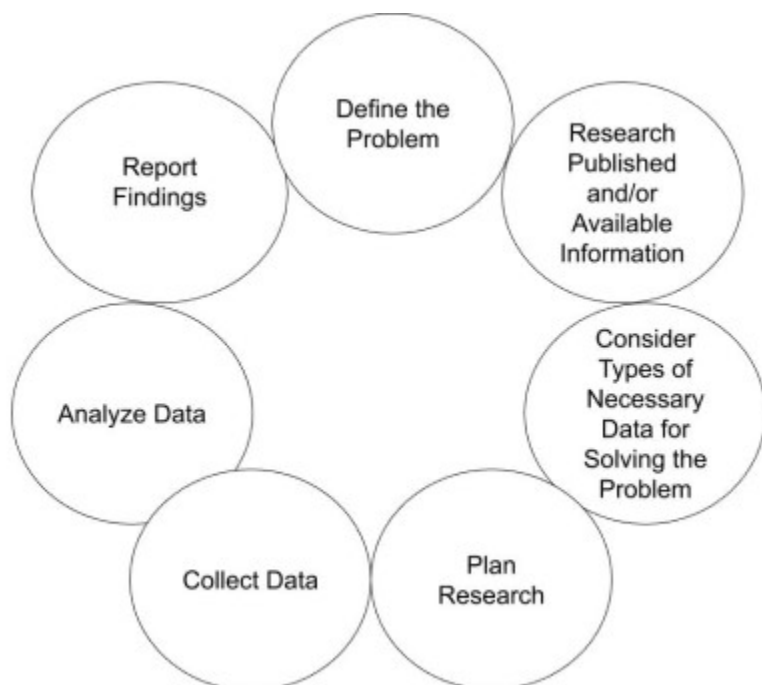 Define the
Problem
Research
Published
and/or
Available
Information
Consider
Types of
Necessary
Data for
Solving the
Problem
Plan
Research
Collect Data
Analyze Data
Report
Findings